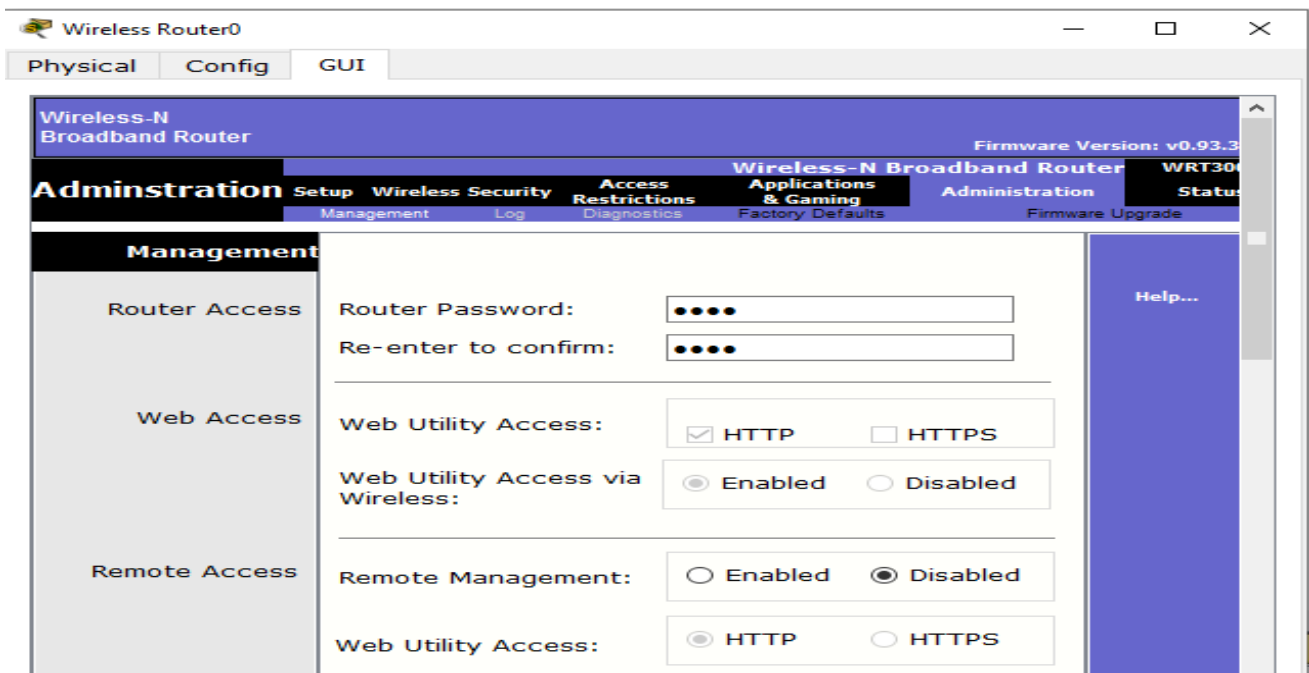 Wireless Router0
Physical Config GUI
Wireless-N
Broadband Router
Firmware Version: v0.93.3
Wireless-N Broadband Router WRT300
Adminstration Setup Wireless Security Access Restrictions Applications & Gaming Administration Status
Management Log Diagnostics Factory Defaults Firmware Upgrade
Management
Help...
Router Access Router Password: ●●●●
Re-enter to confirm: ●●●●
Web Access Web Utility Access: HTTP HTTPS
Web Utility Access via
Wireless: Enabled Disabled
Remote Access Remote Management: Enabled Disabled
Web Utility Access: HTTP HTTPS